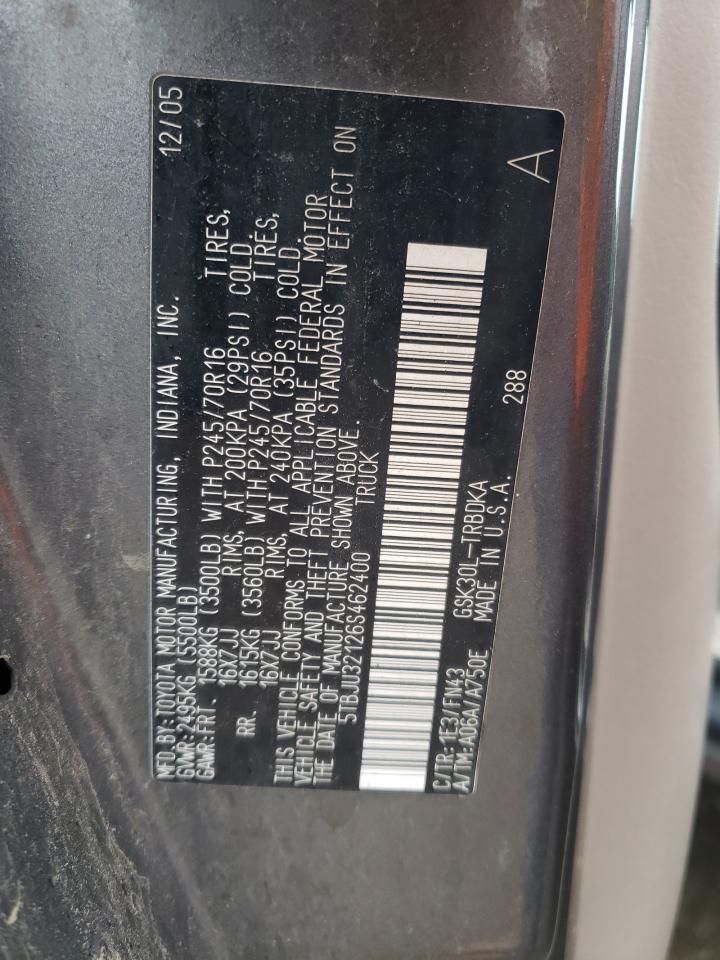 MFD.BY:TOYOTA MOTOR MANUFACTURING, INDIANA, INC. 12/05
GVWR:2495KG (5500LB)
GAWR:FRT. 1588KG (3500LB) WITH P245/70R16 TIRES,
16X7JJ RIMS, AT 200KPA (29PSI) COLD.
RR. 1615KG (3560LB) WITH P245/70R16 TIRES,
16X7JJ RIMS, AT 240KPA (35PSI) COLD.
THIS VEHICLE CONFORMS TO ALL APPLICABLE FEDERAL MOTOR
VEHICLE SAFETY AND THEFT PREVENTION STANDARDS IN EFFECT ON
THE DATE OF MANUFACTURE SHOWN ABOVE.
5TBJU32126S462400 TRUCK
C/TR:1E3/FN43 GSK30L-TRBDKA 288
A/TM:A06A/A750E MADE IN U.S.A. A